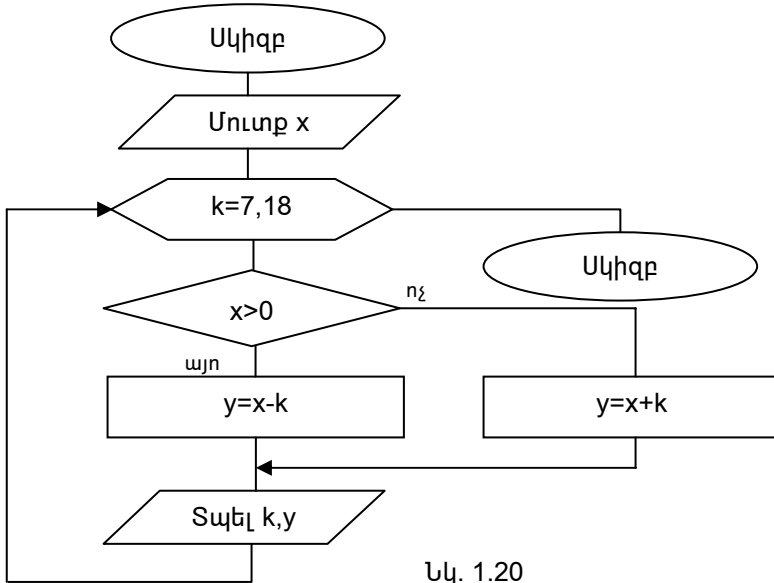 Սկիզբ
Մուտք x
k=7,18
Սկիզբ
x>0
ոչ
այո
y=x-k
y=x+k
Տպել k,y
Նկ. 1.20